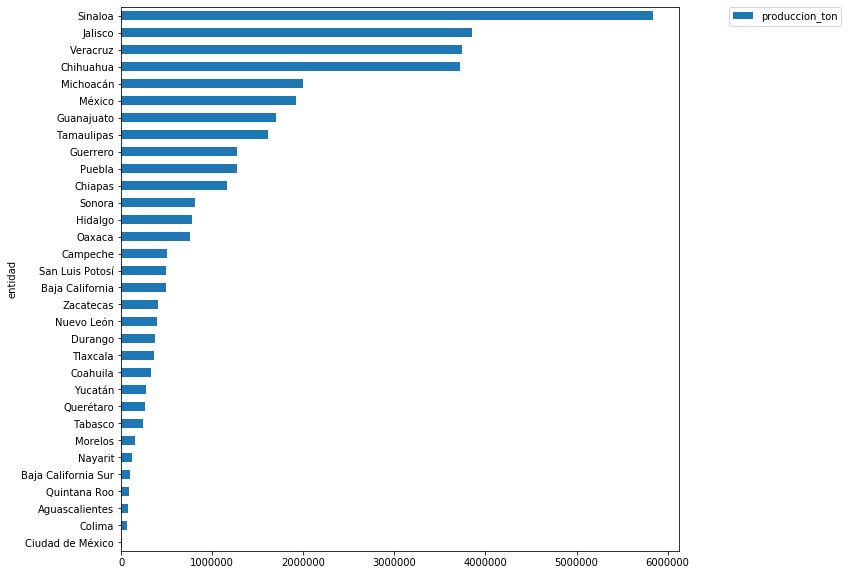 Sinaloa
Jalisco
Veracruz
Chihuahua
Michoacán
México
Guanajuato
Tamaulipas
Guerrero
Puebla
Chiapas
Sonora
Hidalgo
Oaxaca
Campeche
San Luis Potosí
Baja California
Zacatecas
Nuevo León
Durango
Tlaxcala
Coahuila
Yucatán
Querétaro
Tabasco
Morelos
Nayarit
Baja California Sur
Quintana Roo
Aguascalientes
Colima
Ciudad de México
entidad
0 1000000 2000000 3000000 4000000 5000000 6000000
produccion_ton